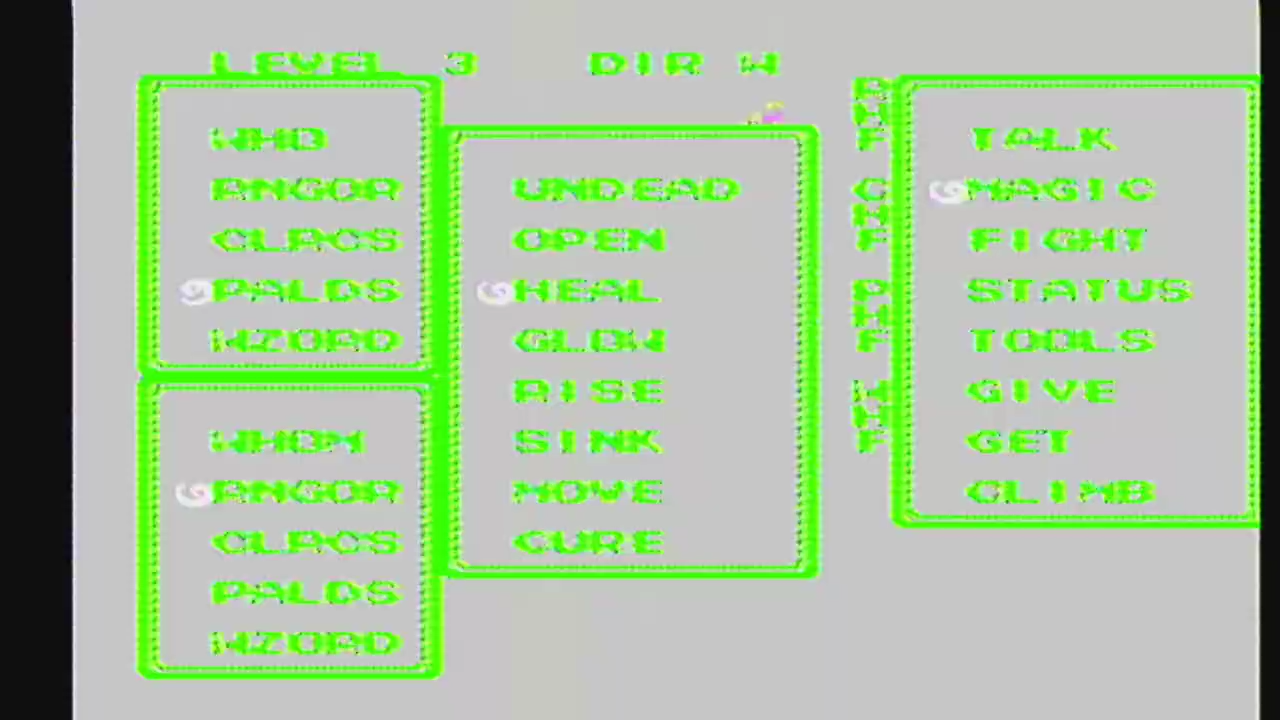 LEVEL 3 DIR W
WHO
ANGOR
CLACS
PALDS
WZORD
WHOM
ANGOR
CLACS
PALDS
WZORD
UNDEAD
OPEN
HEAL
GLOW
RISE
SINK
MOVE
CURE
TALK
MAGIC
FIGHT
STATUS
TOOLS
GIVE
GET
CLIMB